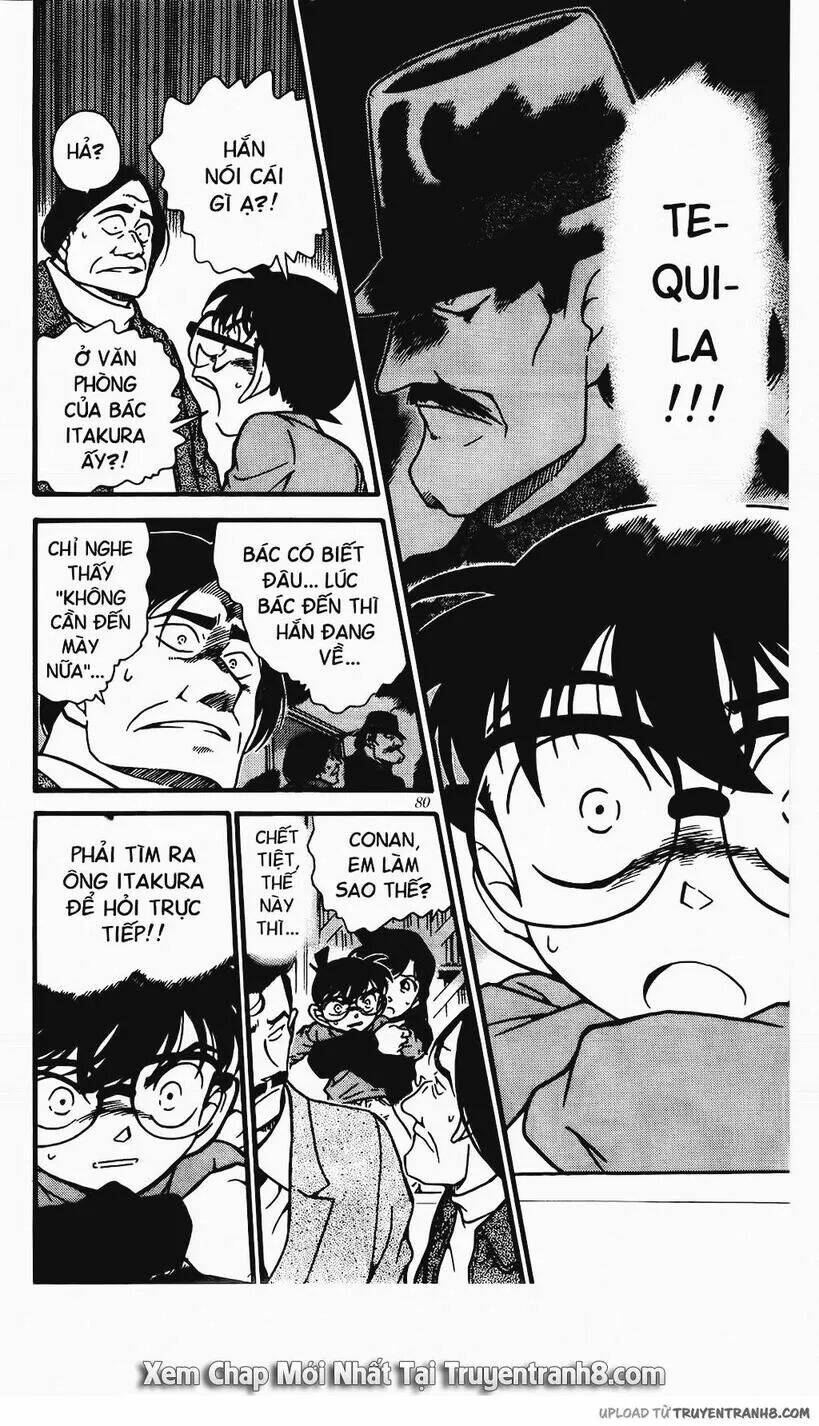 TE-
QUI-
LA
!!!
HẢ?
HẮN
NÓI CÁI
GÌ Ạ?!
Ở VĂN
PHÒNG
CỦA BÁC
ITAKURA
ẤY?!
BÁC CÓ BIẾT
ĐÂU... LÚC
BÁC ĐẾN THÌ
HẮN ĐANG
VỀ...
CHỈ NGHE
THẤY
"KHÔNG
CẦN ĐẾN
MÀY
NỮA"...
80
CONAN,
EM LÀM
SAO THẾ?
CHẾT
TIỆT,
THẾ
NÀY
THÌ...
PHẢI TÌM RA
ÔNG ITAKURA
ĐỂ HỎI TRỰC
TIẾP!!
Xem Chap Mới Nhất Tại Truyentranh8.com
UPLOAD TỪ TRUYENTRANH8.COM